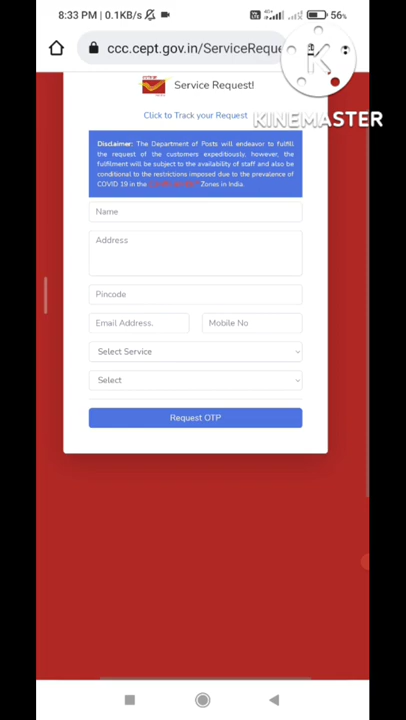 8:33 PM | 0.1KB/s
56%
ccc.cept.gov.in/ServiceReque
K
KINEMASTER
Service Request!
Click to Track your Request
Disclaimer: The Department of Posts will endeavor to fulfill
the request of the customers expeditiously, however, the
fulfillment will be subject to the availability of staff and also be
conditional to the restrictions imposed due to the prevalance of
COVID 19 in the
Zones in India.
Name
Address
Pincode
Email Address.
Mobile No
Select Service
Select
Request OTP